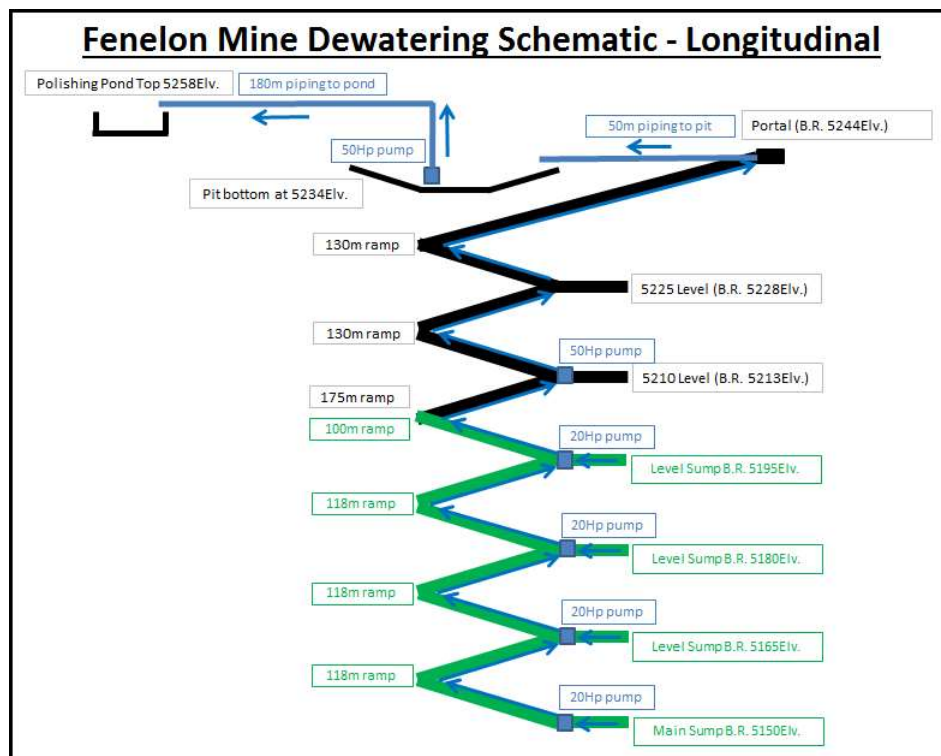 Fenelon Mine Dewatering Schematic - Longitudinal
Polishing Pond Top 5258Elv.
180m piping to pond
50m piping to pit
Portal (B.R. 5244Elv.)
50Hp pump
Pit bottom at 5234Elv.
130m ramp
5225 Level (B.R. 5228Elv.)
130m ramp
50Hp pump
5210 Level (B.R. 5213Elv.)
175m ramp
100m ramp
20Hp pump
Level Sump B.R. 5195Elv.
118m ramp
20Hp pump
Level Sump B.R. 5180Elv.
118m ramp
20Hp pump
Level Sump B.R. 5165Elv.
118m ramp
20Hp pump
Main Sump B.R. 5150Elv.